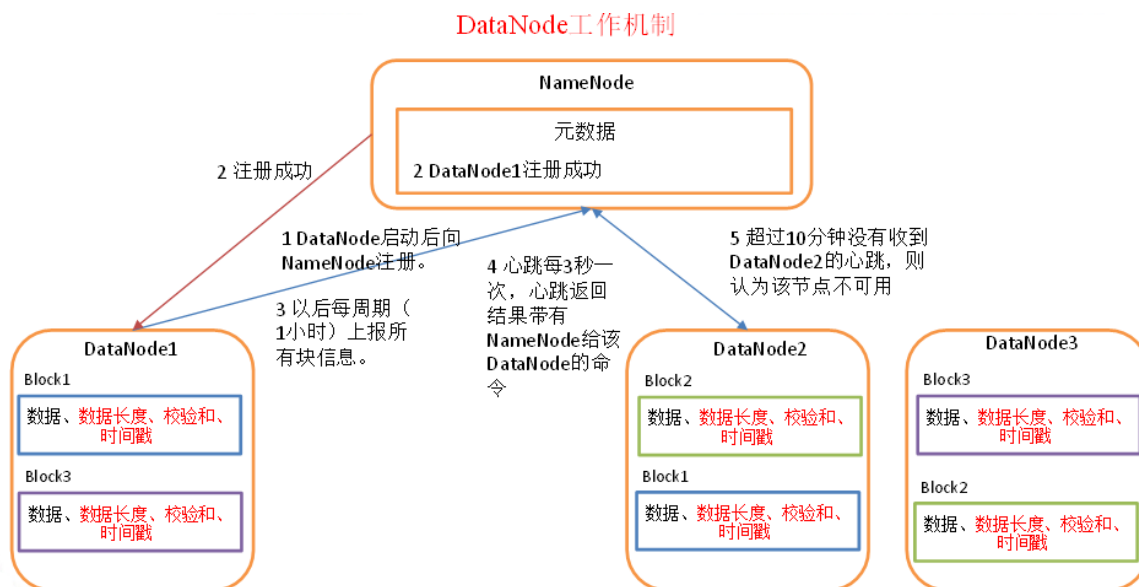 DataNode工作机制
NameNode
元数据
2 DataNode1注册成功
2 注册成功
1 DataNode启动后向
NameNode注册。
3 以后每周期（
1小时）上报所
有块信息。
4 心跳每3秒一
次，心跳返回
结果带有
NameNode给该
DataNode的命
令
5 超过10分钟没有收到
DataNode2的心跳，则
认为该节点不可用
DataNode1
Block1
数据、数据长度、校验和、
时间戳
Block3
数据、数据长度、校验和、
时间戳
DataNode2
Block2
数据、数据长度、校验和、
时间戳
Block1
数据、数据长度、校验和、
时间戳
DataNode3
Block3
数据、数据长度、校验和、
时间戳
Block2
数据、数据长度、校验和、
时间戳